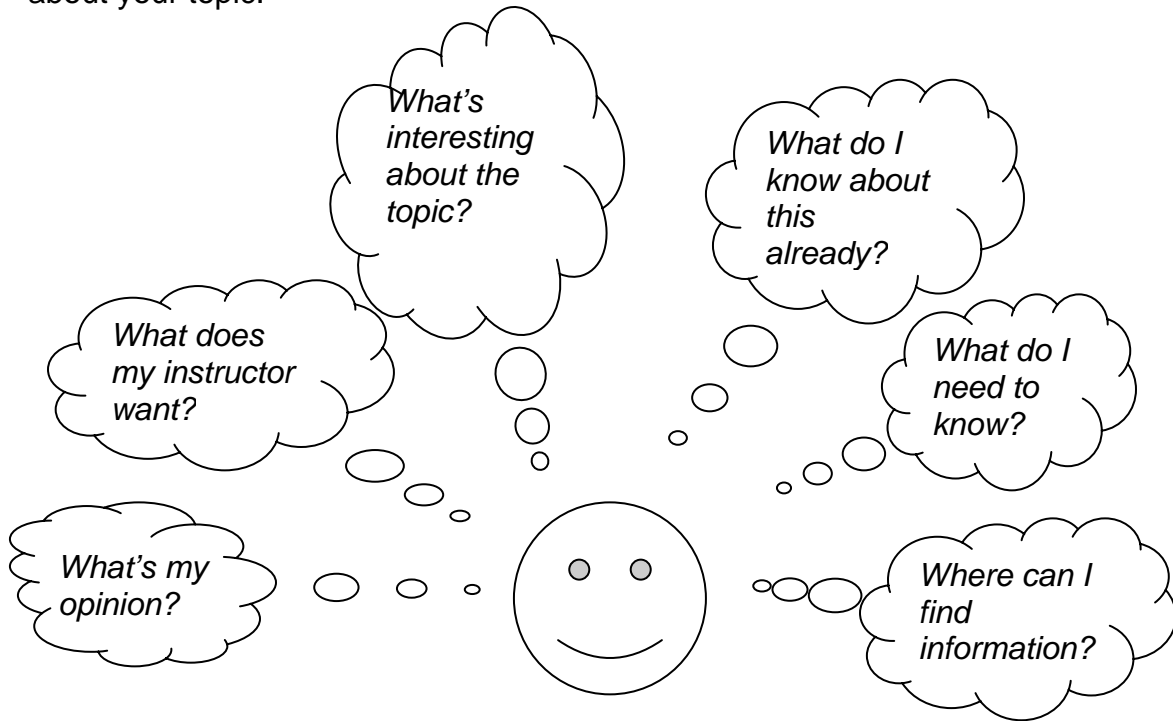 about your topic.
What's
interesting
about the
topic?
What do I
know about
this
already?
What does
my instructor
want?
What do I
need to
know?
What's my
opinion?
Where can I
find
information?